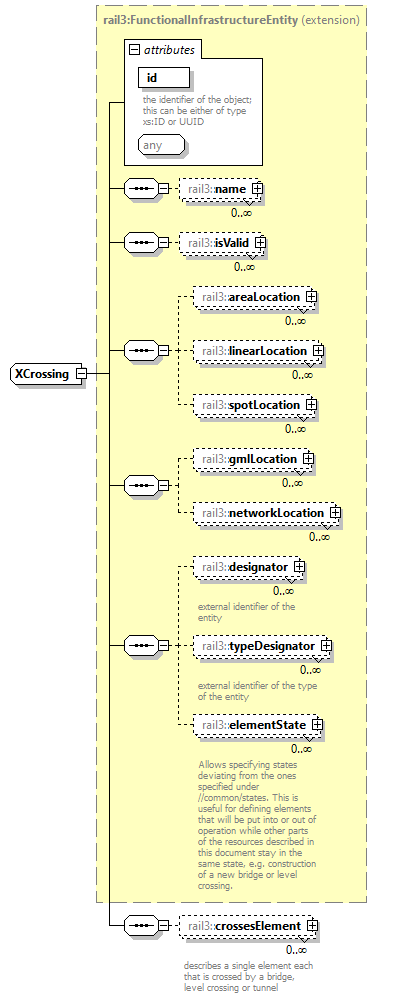 rail3:FunctionalInfrastructureEntity (extension)
attributes
id
the identifier of the object;
this can be either of type
xs:ID or UUID
any
rail3:name
0..∞
rail3:isValid
0..∞
rail3:areaLocation
0..∞
rail3:linearLocation
0..∞
XCrossing
rail3:spotLocation
0..∞
rail3:gmlLocation
0..∞
rail3:networkLocation
0..∞
rail3:designator
0..∞
external identifier of the
entity
rail3:typeDesignator
0..∞
external identifier of the type
of the entity
rail3:elementState
0..∞
Allows specifying states
deviating from the ones
specified under
//common/states. This is
useful for defining elements
that will be put into or out of
operation while other parts
of the resources described in
this document stay in the
same state, e.g. construction
of a new bridge or level
crossing.
rail3:crossesElement
0..∞
describes a single element each
that is crossed by a bridge,
level crossing or tunnel